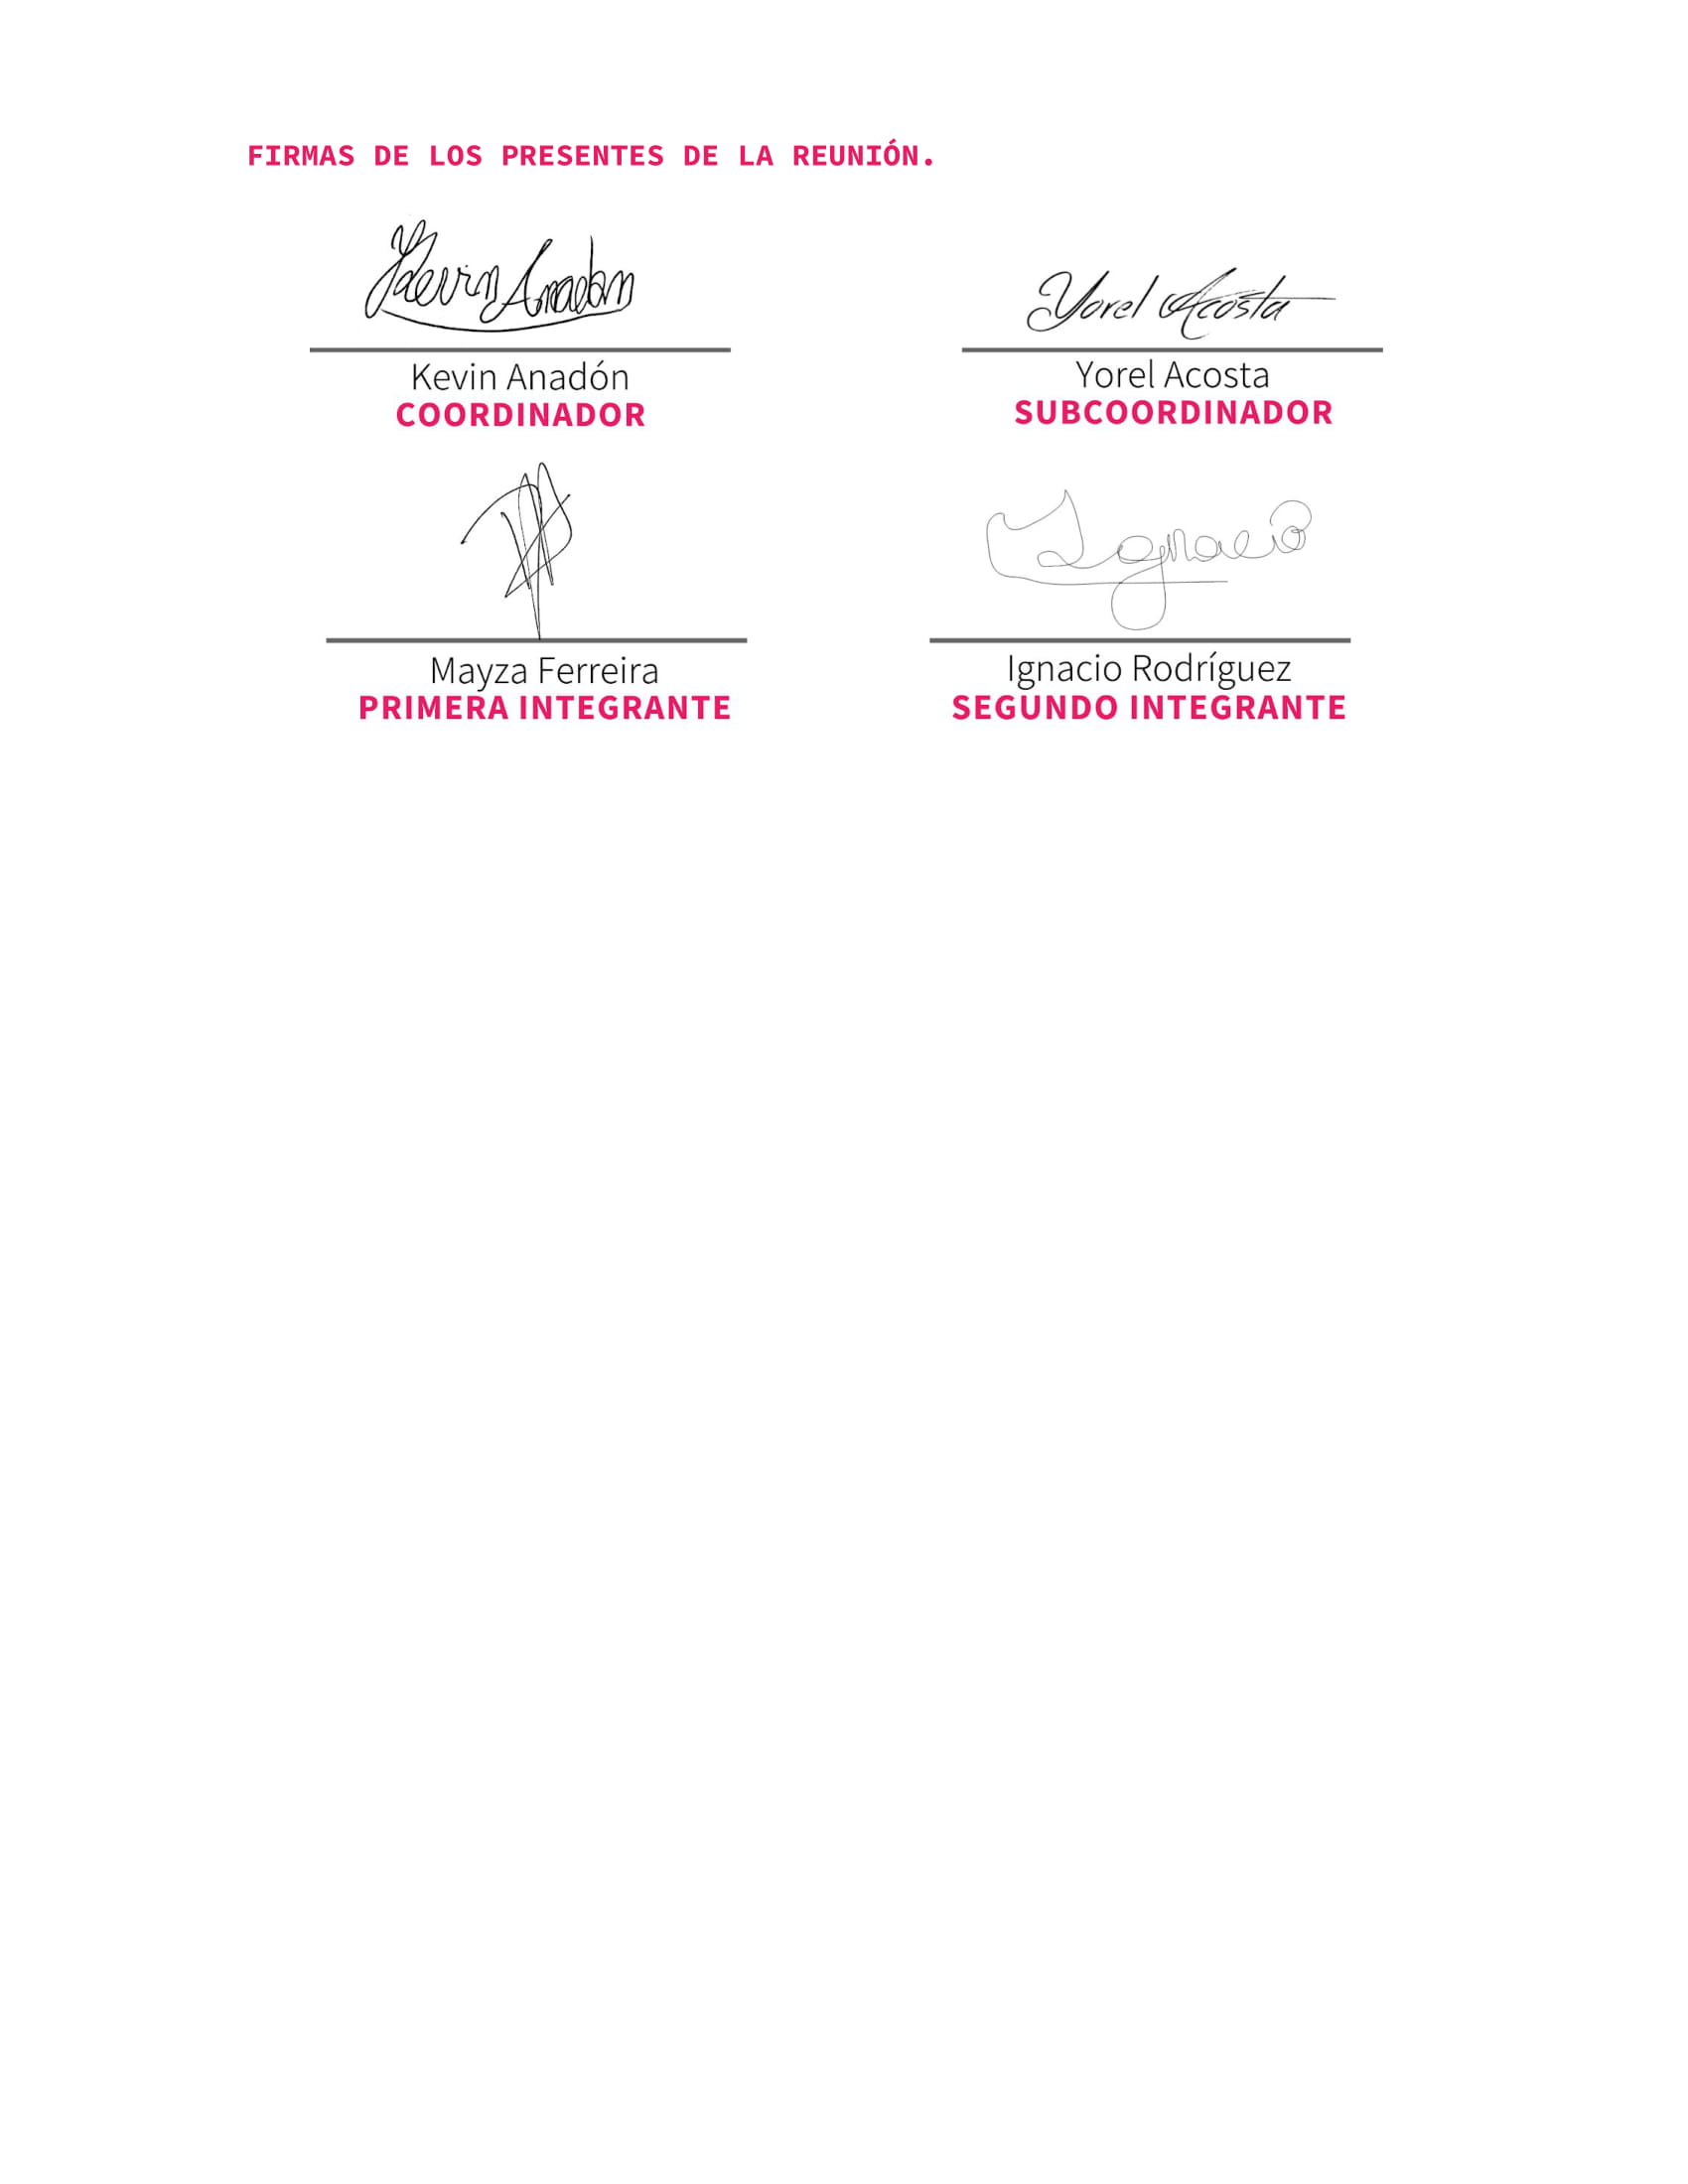 FIRMAS DE LOS PRESENTES DE LA REUNIÓN.
Kevin Anadon
Yorel Acosta
Kevin Anadón
Yorel Acosta
COORDINADOR
SUBCOORDINADOR
Ignacio
Mayza Ferreira
Ignacio Rodríguez
PRIMERA INTEGRANTE
SEGUNDO INTEGRANTE